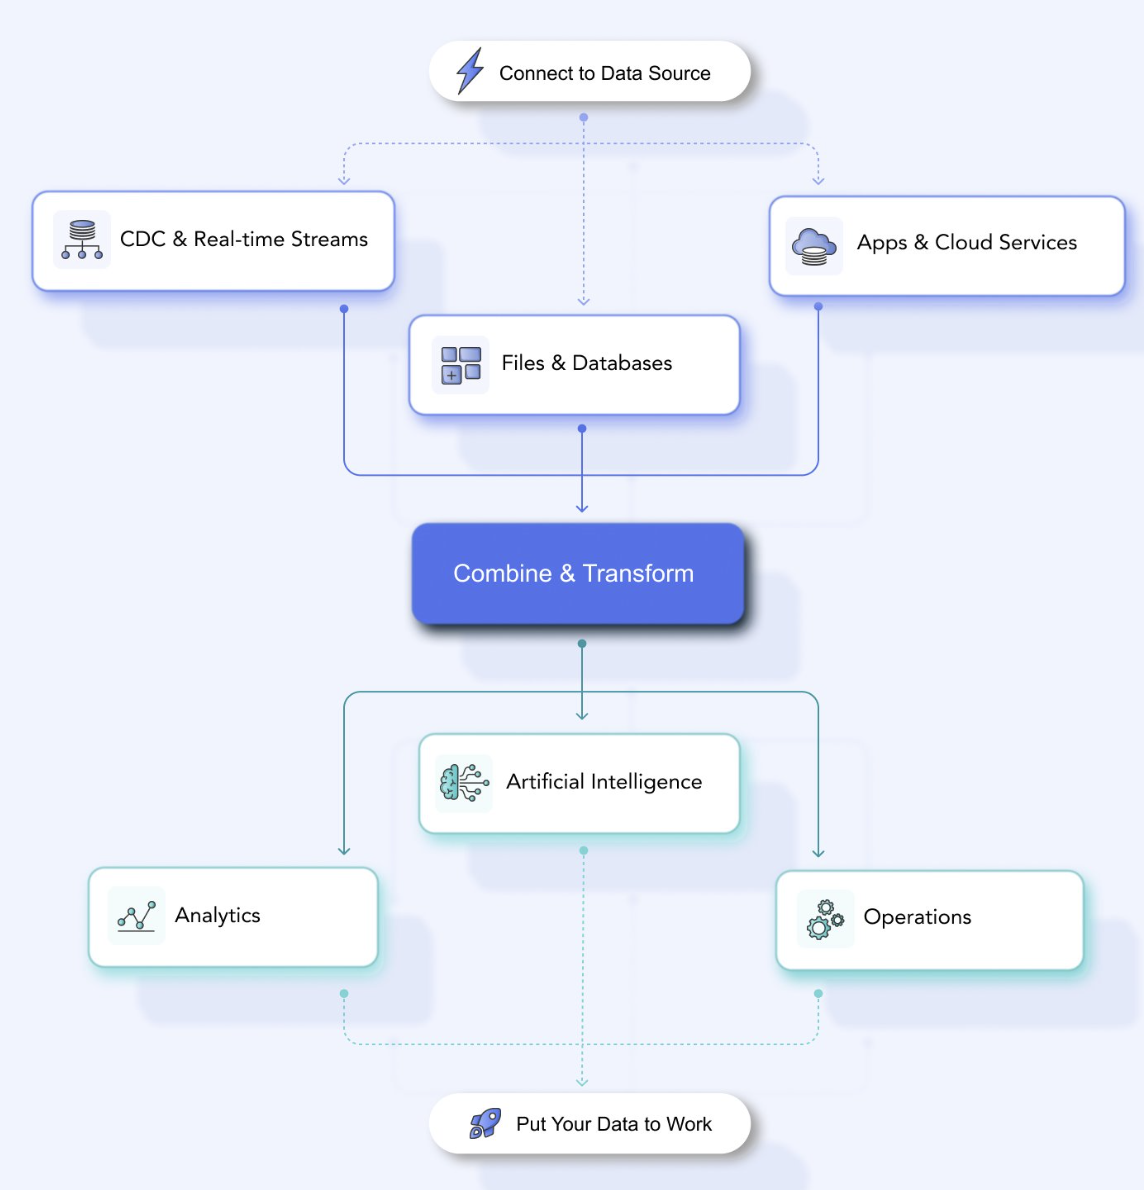 Connect to Data Source
CDC & Real-time Streams
Apps & Cloud Services
Files & Databases
Combine & Transform
Artificial Intelligence
Analytics
Operations
Put Your Data to Work